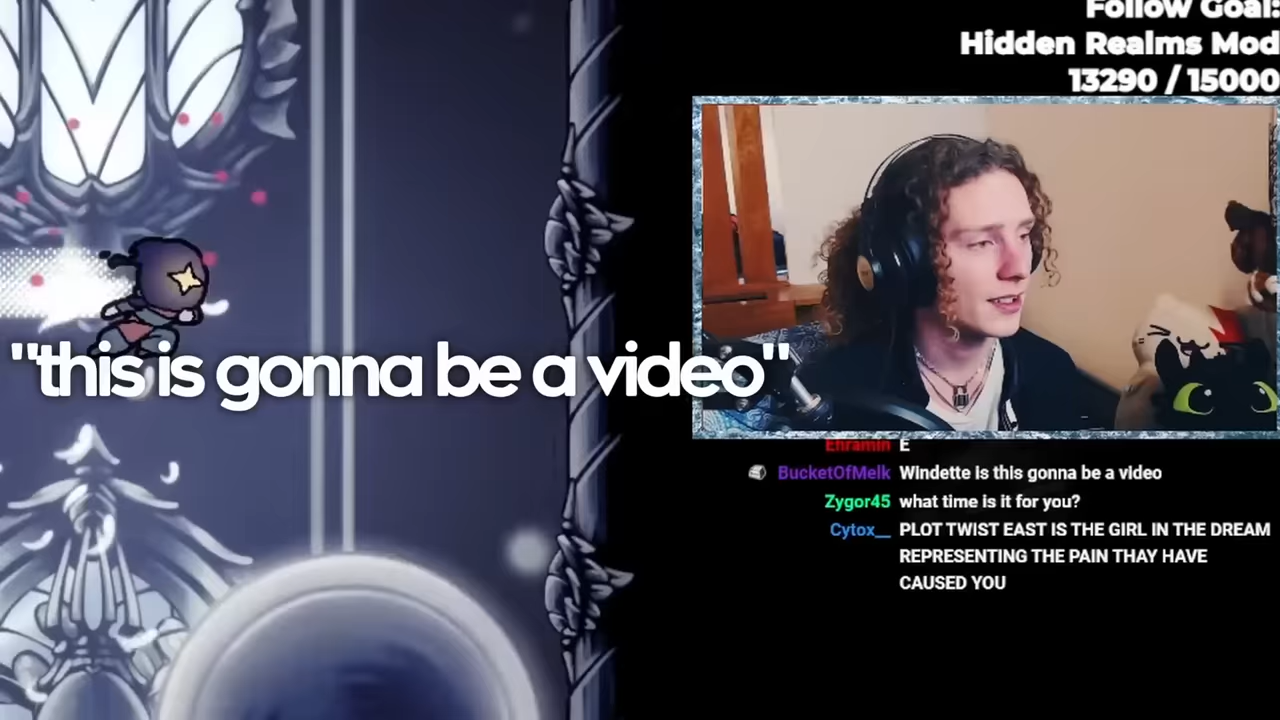 Follow Goal:
Hidden Realms Mod
13290 / 15000
"this is gonna be a video"
Ehramin E
BucketOfMelk Windette is this gonna be a video
Zygor45 what time is it for you?
Cytox__ PLOT TWIST EAST IS THE GIRL IN THE DREAM
REPRESENTING THE PAIN THAY HAVE
CAUSED YOU